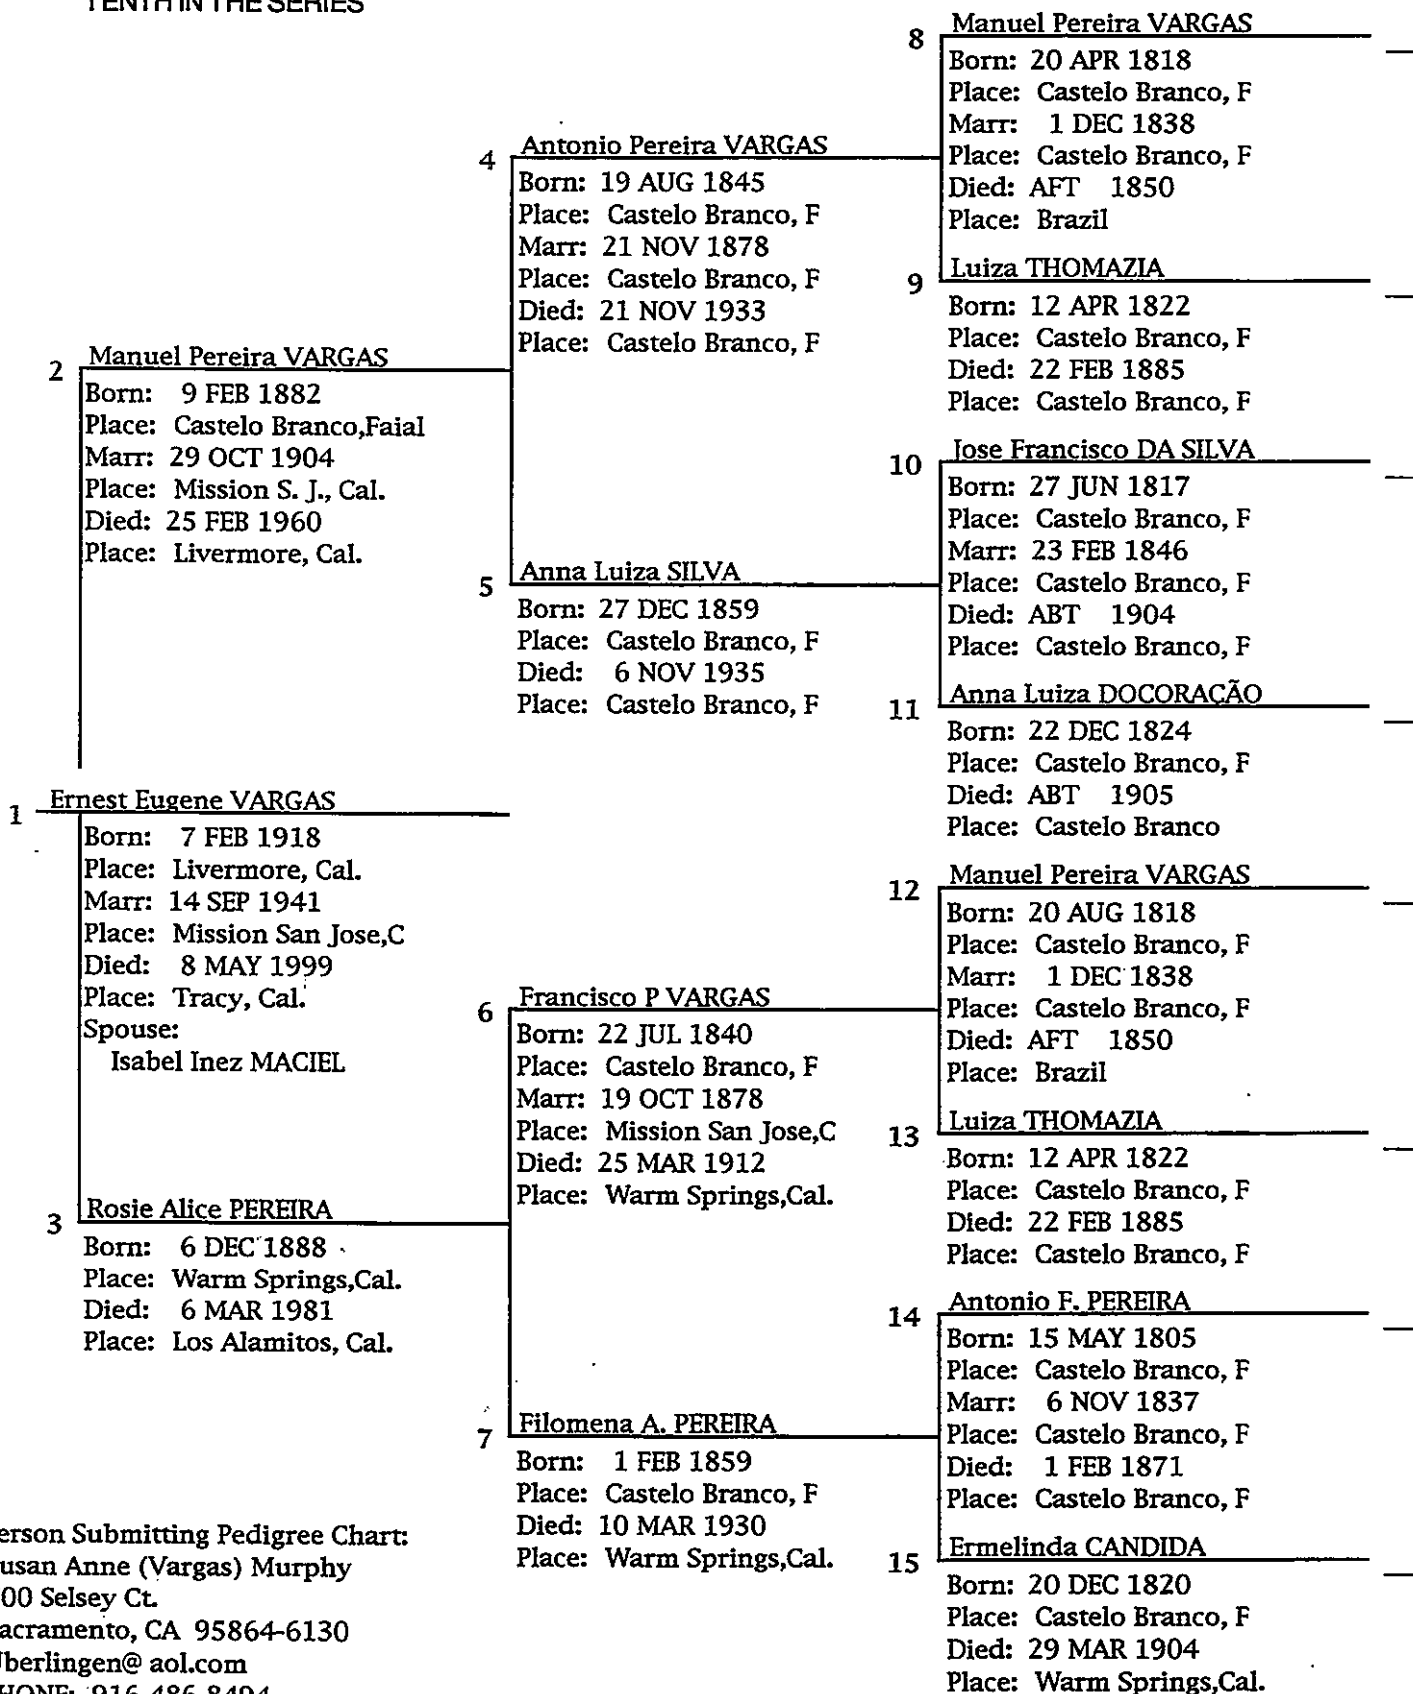 TENTH IN THE SERIES
8 Manuel Pereira VARGAS
Born: 20 APR 1818
Place: Castelo Branco, F
Marr: 1 DEC 1838
Place: Castelo Branco, F
Died: AFT 1850
Place: Brazil
4 Antonio Pereira VARGAS
Born: 19 AUG 1845
Place: Castelo Branco, F
Marr: 21 NOV 1878
Place: Castelo Branco, F
Died: 21 NOV 1933
Place: Castelo Branco, F
9 Luiza THOMAZIA
Born: 12 APR 1822
Place: Castelo Branco, F
Died: 22 FEB 1885
Place: Castelo Branco, F
2 Manuel Pereira VARGAS
Born: 9 FEB 1882
Place: Castelo Branco,Faial
Marr: 29 OCT 1904
Place: Mission S. J., Cal.
Died: 25 FEB 1960
Place: Livermore, Cal.
10 Jose Francisco DA SILVA
Born: 27 JUN 1817
Place: Castelo Branco, F
Marr: 23 FEB 1846
Place: Castelo Branco, F
Died: ABT 1904
Place: Castelo Branco, F
5 Anna Luiza SILVA
Born: 27 DEC 1859
Place: Castelo Branco, F
Died: 6 NOV 1935
Place: Castelo Branco, F
11 Anna Luiza DOCORAÇÃO
Born: 22 DEC 1824
Place: Castelo Branco, F
Died: ABT 1905
Place: Castelo Branco
1 Ernest Eugene VARGAS
Born: 7 FEB 1918
Place: Livermore, Cal.
Marr: 14 SEP 1941
Place: Mission San Jose,C
Died: 8 MAY 1999
Place: Tracy, Cal.
Spouse:
Isabel Inez MACIEL
12 Manuel Pereira VARGAS
Born: 20 AUG 1818
Place: Castelo Branco, F
Marr: 1 DEC 1838
Place: Castelo Branco, F
Died: AFT 1850
Place: Brazil
6 Francisco P VARGAS
Born: 22 JUL 1840
Place: Castelo Branco, F
Marr: 19 OCT 1878
Place: Mission San Jose,C
Died: 25 MAR 1912
Place: Warm Springs,Cal.
13 Luiza THOMAZIA
Born: 12 APR 1822
Place: Castelo Branco, F
Died: 22 FEB 1885
Place: Castelo Branco, F
3 Rosie Alice PEREIRA
Born: 6 DEC 1888
Place: Warm Springs,Cal.
Died: 6 MAR 1981
Place: Los Alamitos, Cal.
14 Antonio F. PEREIRA
Born: 15 MAY 1805
Place: Castelo Branco, F
Marr: 6 NOV 1837
Place: Castelo Branco, F
Died: 1 FEB 1871
Place: Castelo Branco, F
7 Filomena A. PEREIRA
Born: 1 FEB 1859
Place: Castelo Branco, F
Died: 10 MAR 1930
Place: Warm Springs,Cal.
15 Ermelinda CANDIDA
Born: 20 DEC 1820
Place: Castelo Branco, F
Died: 29 MAR 1904
Place: Warm Springs,Cal.
erson Submitting Pedigree Chart:
usan Anne (Vargas) Murphy
00 Selsey Ct.
acramento, CA 95864-6130
berlingen@ aol.com
HONE: 916-486-8494